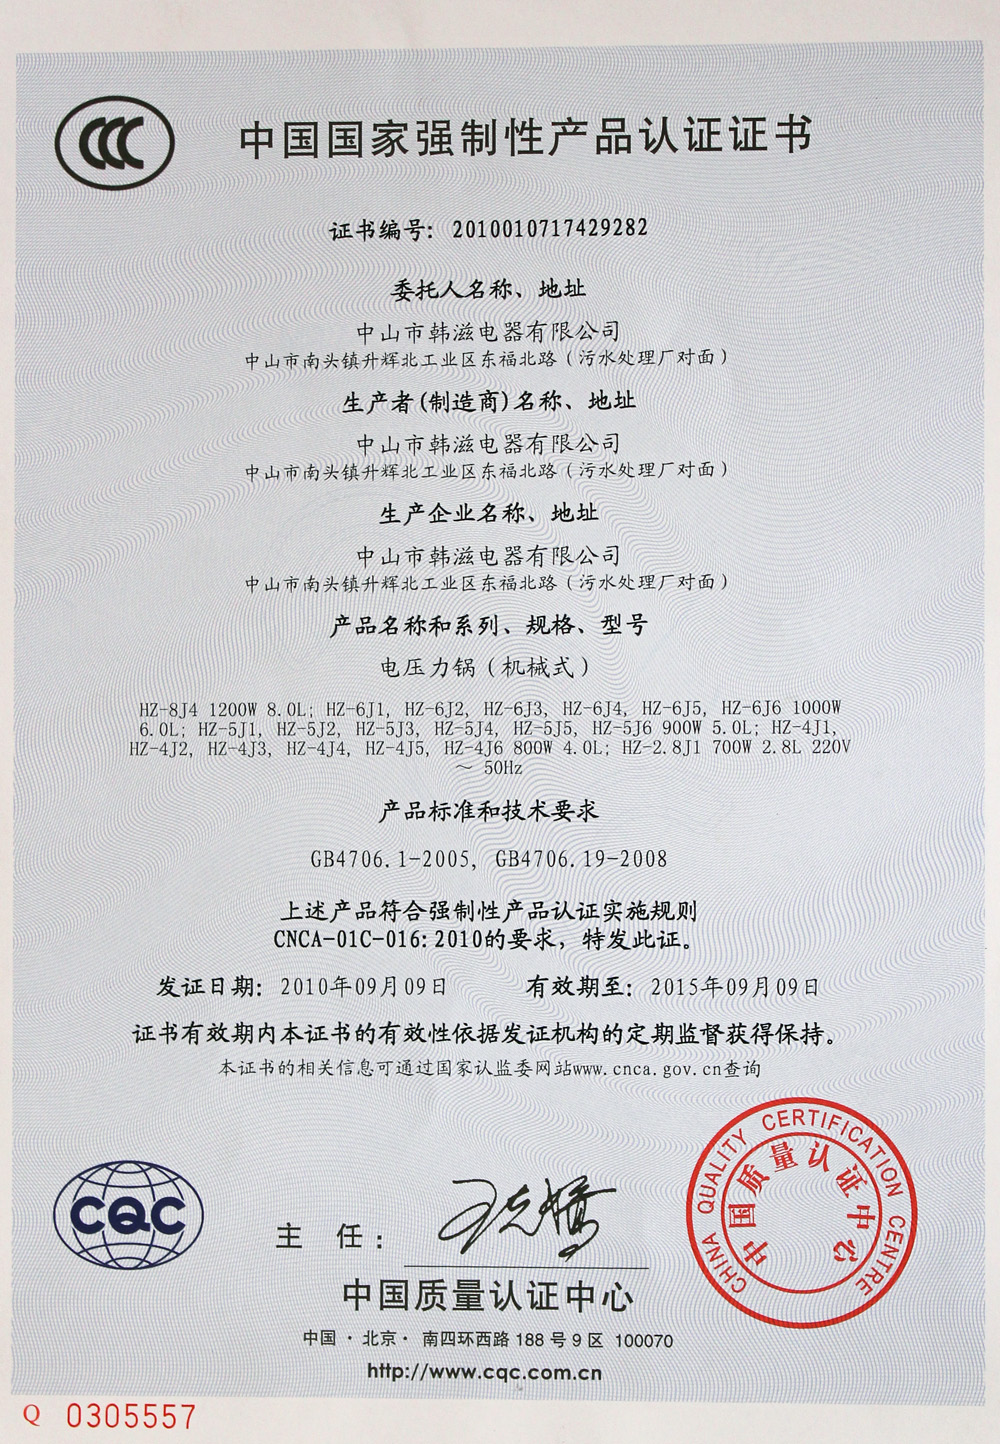 中国国家强制性产品认证证书
证书编号: 2010010717429282
委托人名称、地址
中山市韩滋电器有限公司
中山市南头镇升辉北工业区东福北路（污水处理厂对面）
生产者(制造商)名称、地址
中山市韩滋电器有限公司
中山市南头镇升辉北工业区东福北路（污水处理厂对面）
生产企业名称、地址
中山市韩滋电器有限公司
中山市南头镇升辉北工业区东福北路（污水处理厂对面）
产品名称和系列、规格、型号
电压力锅（机械式）
HZ-8J4 1200W 8.0L; HZ-6J1, HZ-6J2, HZ-6J3, HZ-6J4, HZ-6J5, HZ-6J6 1000W
6.0L; HZ-5J1, HZ-5J2, HZ-5J3, HZ-5J4, HZ-5J5, HZ-5J6 900W 5.0L; HZ-4J1,
HZ-4J2, HZ-4J3, HZ-4J4, HZ-4J5, HZ-4J6 800W 4.0L; HZ-2.8J1 700W 2.8L 220V
～ 50Hz
产品标准和技术要求
GB4706.1-2005, GB4706.19-2008
上述产品符合强制性产品认证实施规则
CNCA-01C-016:2010的要求，特发此证。
发证日期: 2010年09月09日 有效期至: 2015年09月09日
证书有效期内本证书的有效性依据发证机构的定期监督获得保持。
本证书的相关信息可通过国家认监委网站www.cnca.gov.cn查询
CHINA QUALITY CERTIFICATION CENTRE
中国质量认证中心
CQC
主 任:
中国质量认证中心
中国·北京·南四环西路 188 号 9 区 100070
http://www.cqc.com.cn
Q 0305557